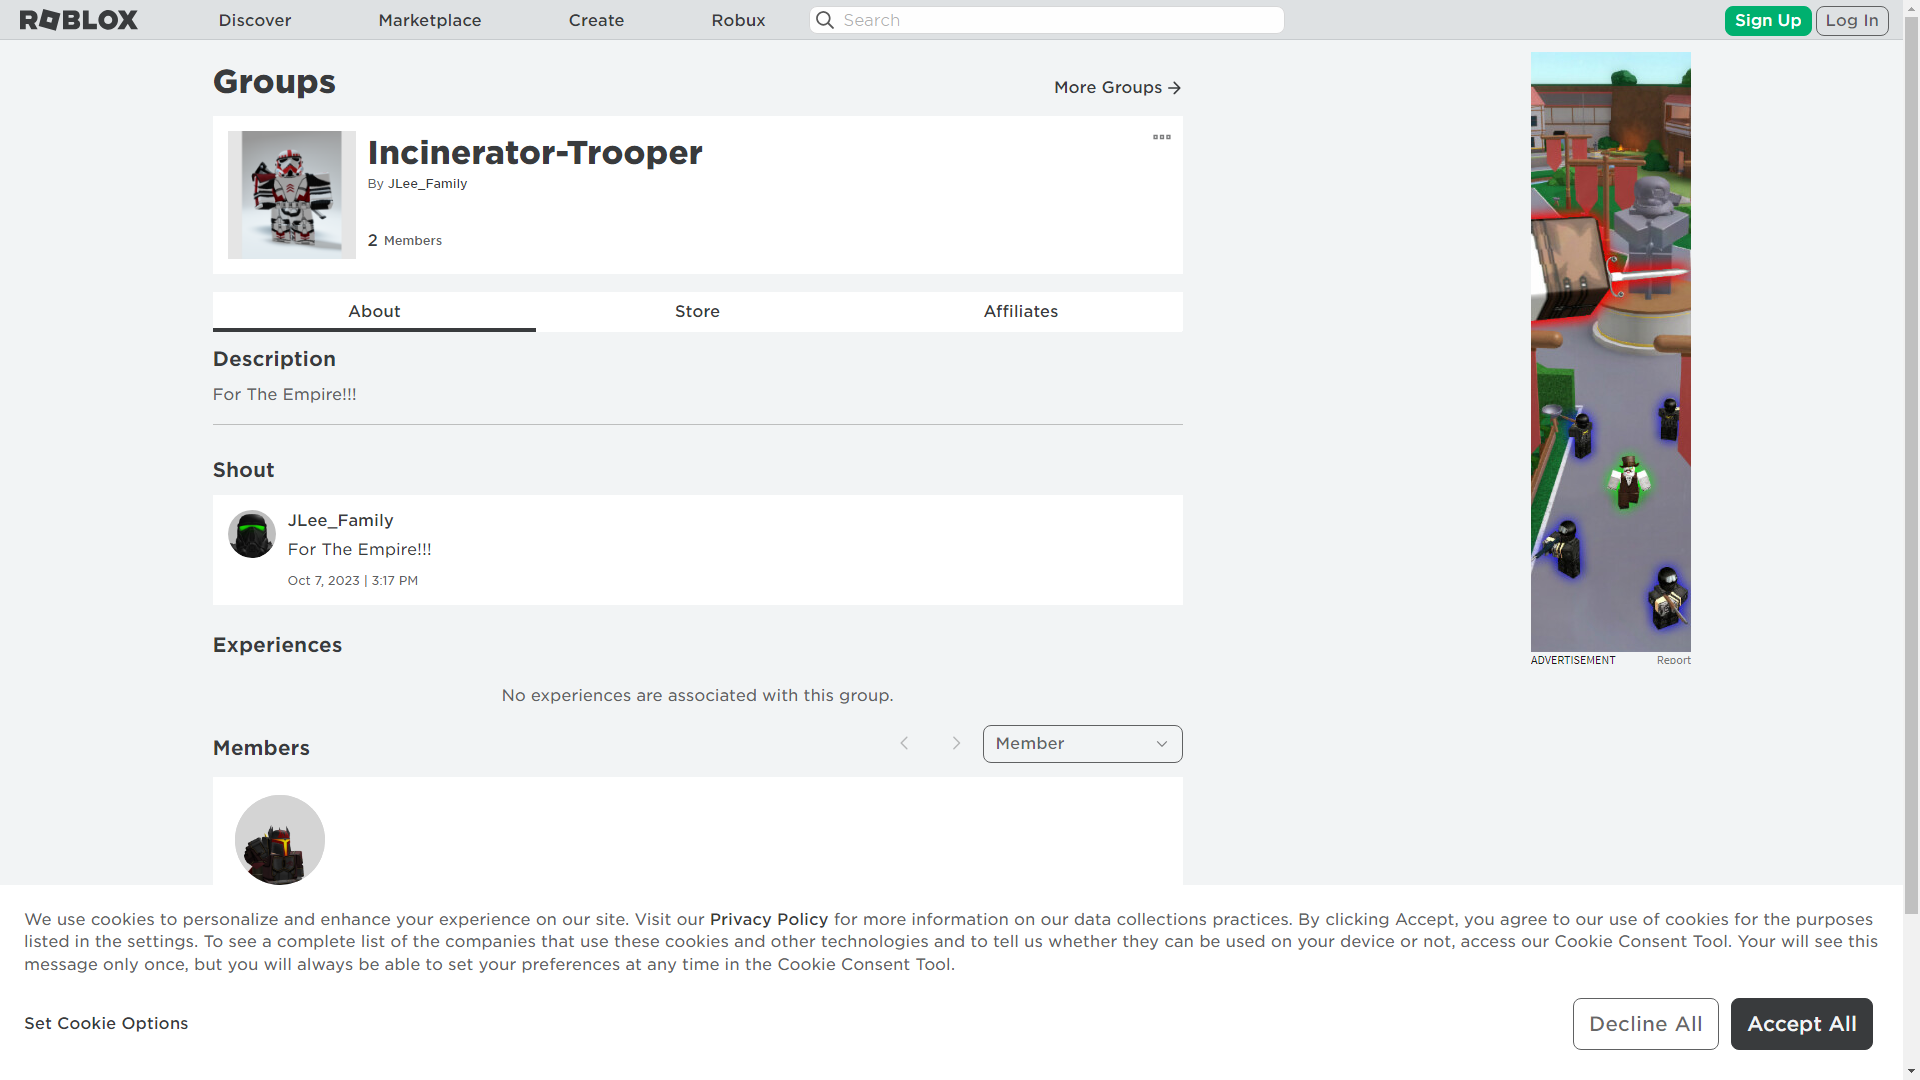 ROBLOX Discover Marketplace Create Robux Search Sign Up Log In
Groups
More Groups
Incinerator-Trooper
By JLee_Family
2 Members
About Store Affiliates
Description
For The Empire!!!
Shout
JLee_Family
For The Empire!!!
Oct 7, 2023 | 3:17 PM
Experiences
ADVERTISEMENT Report
No experiences are associated with this group.
Members
Member
We use cookies to personalize and enhance your experience on our site. Visit our Privacy Policy for more information on our data collections practices. By clicking Accept, you agree to our use of cookies for the purposes
listed in the settings. To see a complete list of the companies that use these cookies and other technologies and to tell us whether they can be used on your device or not, access our Cookie Consent Tool. Your will see this
message only once, but you will always be able to set your preferences at any time in the Cookie Consent Tool.
Set Cookie Options
Decline All
Accept All